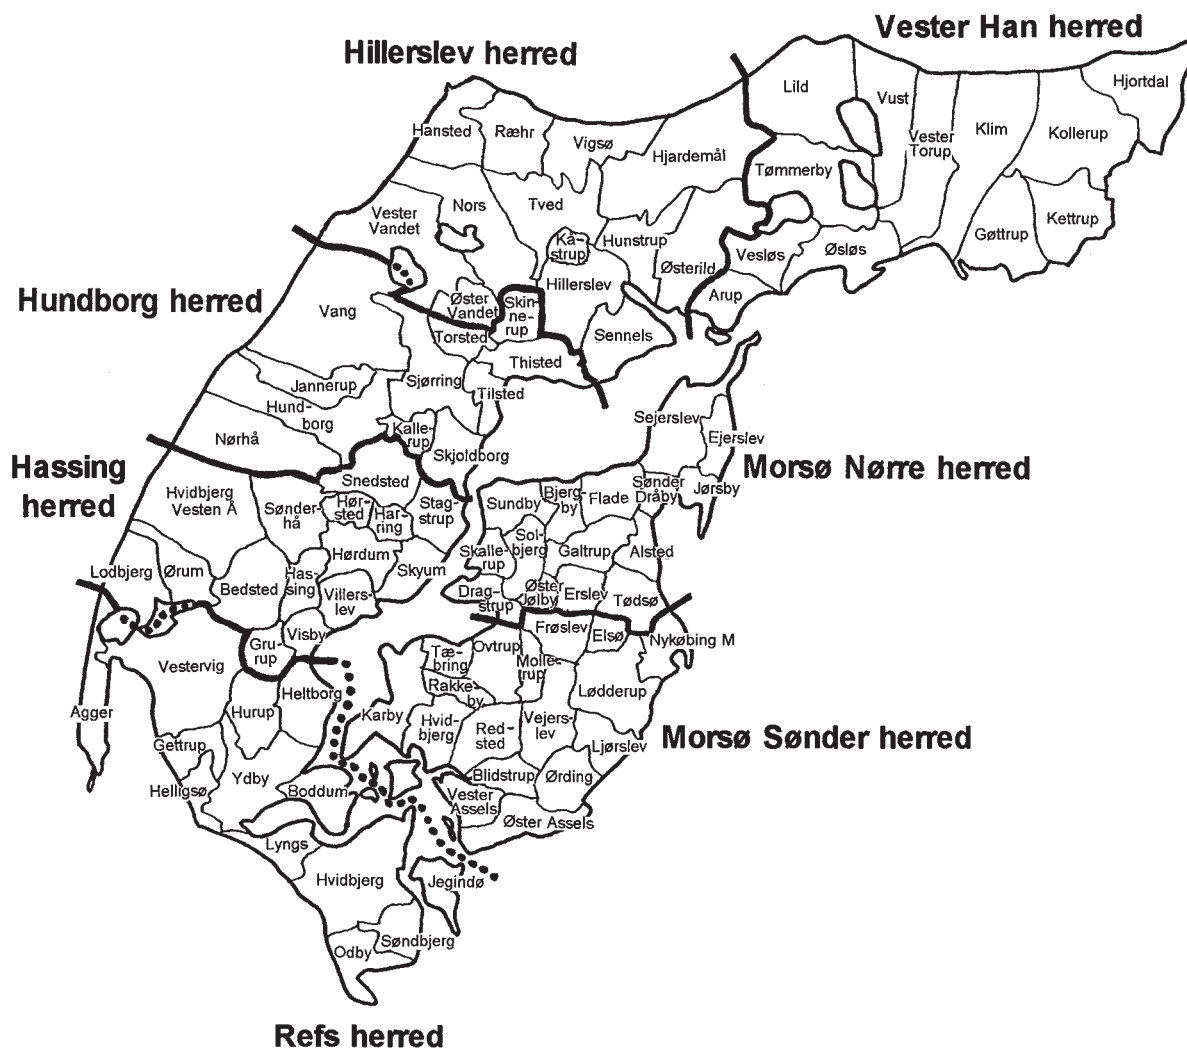 Vester Han herred
Hillerslev herred
Hjortdal
Lild
Vust
Hansted
Ræhr
Vigsø
Vester
Torup
Klim
Kollerup
Hjardemål
Tømmerby
Vester
Vandet
Nors
Tved
Kå-
strup
Hunstrup
Gøttrup
Kettrup
Østerild
Vesløs
Øsløs
Hillerslev
Arup
Hundborg herred
Vang
Øster
Vandet
Skin-
ne-
rup
Torsted
Sennels
Thisted
Jannerup
Sjørring
Tilsted
Hund-
borg
Nørhå
Kalle-
rup
Skjoldborg
Sejerslev
Ejerslev
Hassing
herred
Morsø Nørre herred
Snedsted
Hvidbjerg
Vesten Å
Sønder-
hå
Hør-
sted
Har-
ring
Stag-
strup
Sundby
Bjerg-
by
Flade
Sønder
Dråby
Jørsby
Hørdum
Skyum
Skalle-
rup
Sol-
bjerg
Galtrup
Alsted
Lodbjerg
Ørum
Bedsted
Has-
sing
Villers-
lev
Drag-
strup
Øster
Jølby
Erslev
Tødsø
Visby
Gru-
rup
Frøslev
Elsø
Nykøbing M
Vestervig
Tæ-
bring
Ovtrup
Molle-
rup
Rakke-
by
Lødderup
Heltborg
Hurup
Agger
Karby
Hvid-
bjerg
Red-
sted
Vejers-
lev
Ljørslev
Morsø Sønder herred
Gettrup
Helligsø
Ydby
Boddum
Blidstrup
Ørding
Vester
Assels
Øster Assels
Lyngs
Hvidbjerg
Jegindø
Søndbjerg
Odby
Refs herred